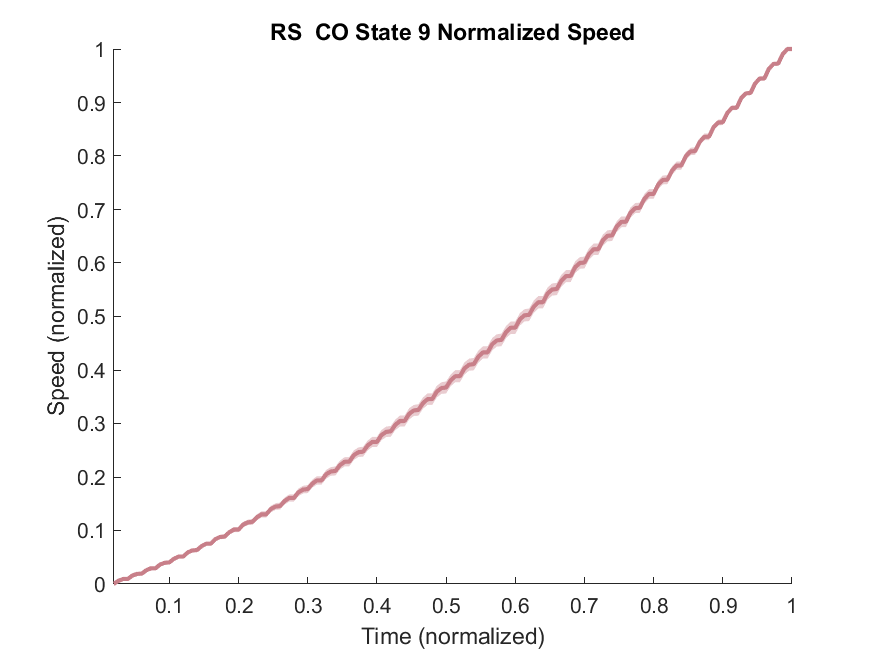 RS  CO State 9 Normalized Speed
1
0.9
0.8
0.7
0.6
0.5
0.4
0.3
0.2
0.1
0
Speed (normalized)
0.1 0.2 0.3 0.4 0.5 0.6 0.7 0.8 0.9 1
Time (normalized)